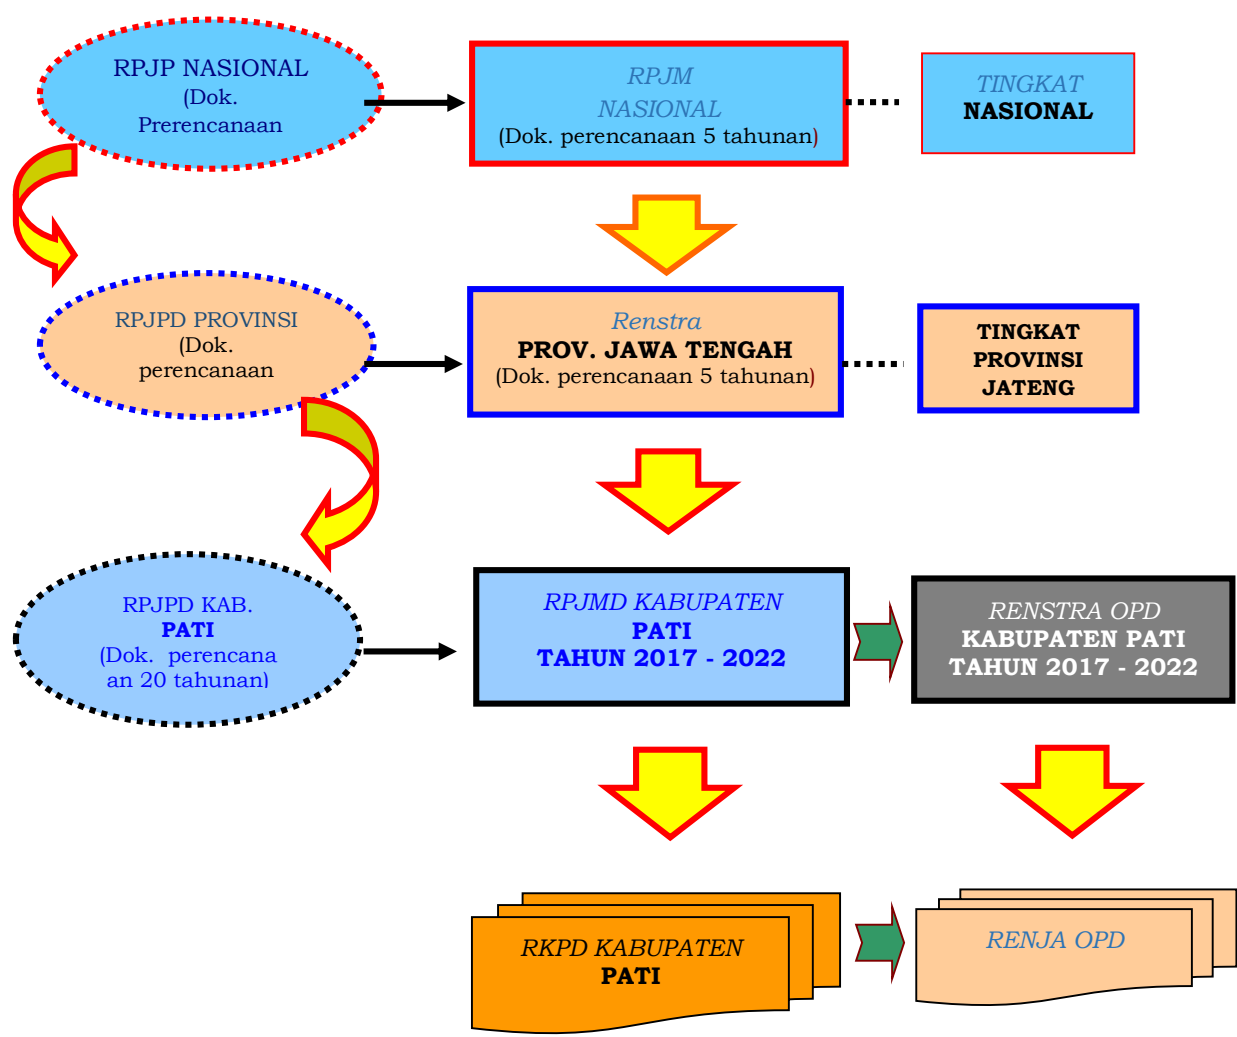 RPJP NASIONAL
(Dok.
Prerencanaan
RPJM
NASIONAL
(Dok. perencanaan 5 tahunan)
TINGKAT
NASIONAL
RPJPD PROVINSI
(Dok.
perencanaan
Renstra
PROV. JAWA TENGAH
(Dok. perencanaan 5 tahunan)
TINGKAT
PROVINSI
JATENG
RPJPD KAB.
PATI
(Dok. perencana
an 20 tahunan)
RPJMD KABUPATEN
PATI
TAHUN 2017 - 2022
RENSTRA OPD
KABUPATEN PATI
TAHUN 2017 - 2022
RKPD KABUPATEN
PATI
RENJA OPD